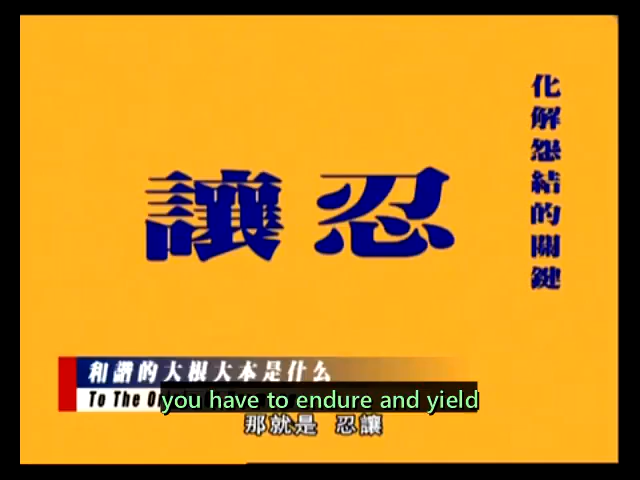 化解怨結的關鍵
忍讓
和諧的大根大本是什么
To The
you have to endure and yield
那就是 忍讓